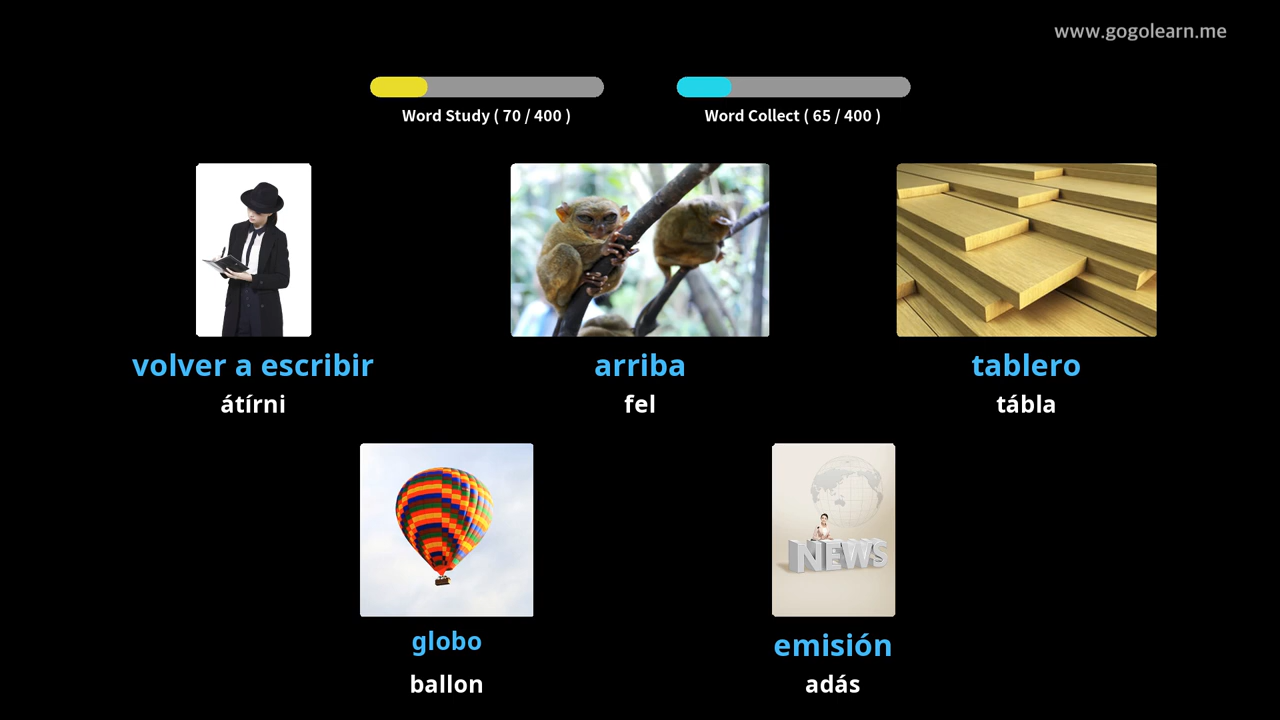 www.gogolearn.me
Word Study ( 70 / 400 )
Word Collect ( 65 / 400 )
volver a escribir
átírni
arriba
fel
tablero
tábla
globo
ballon
NEWS
emisión
adás